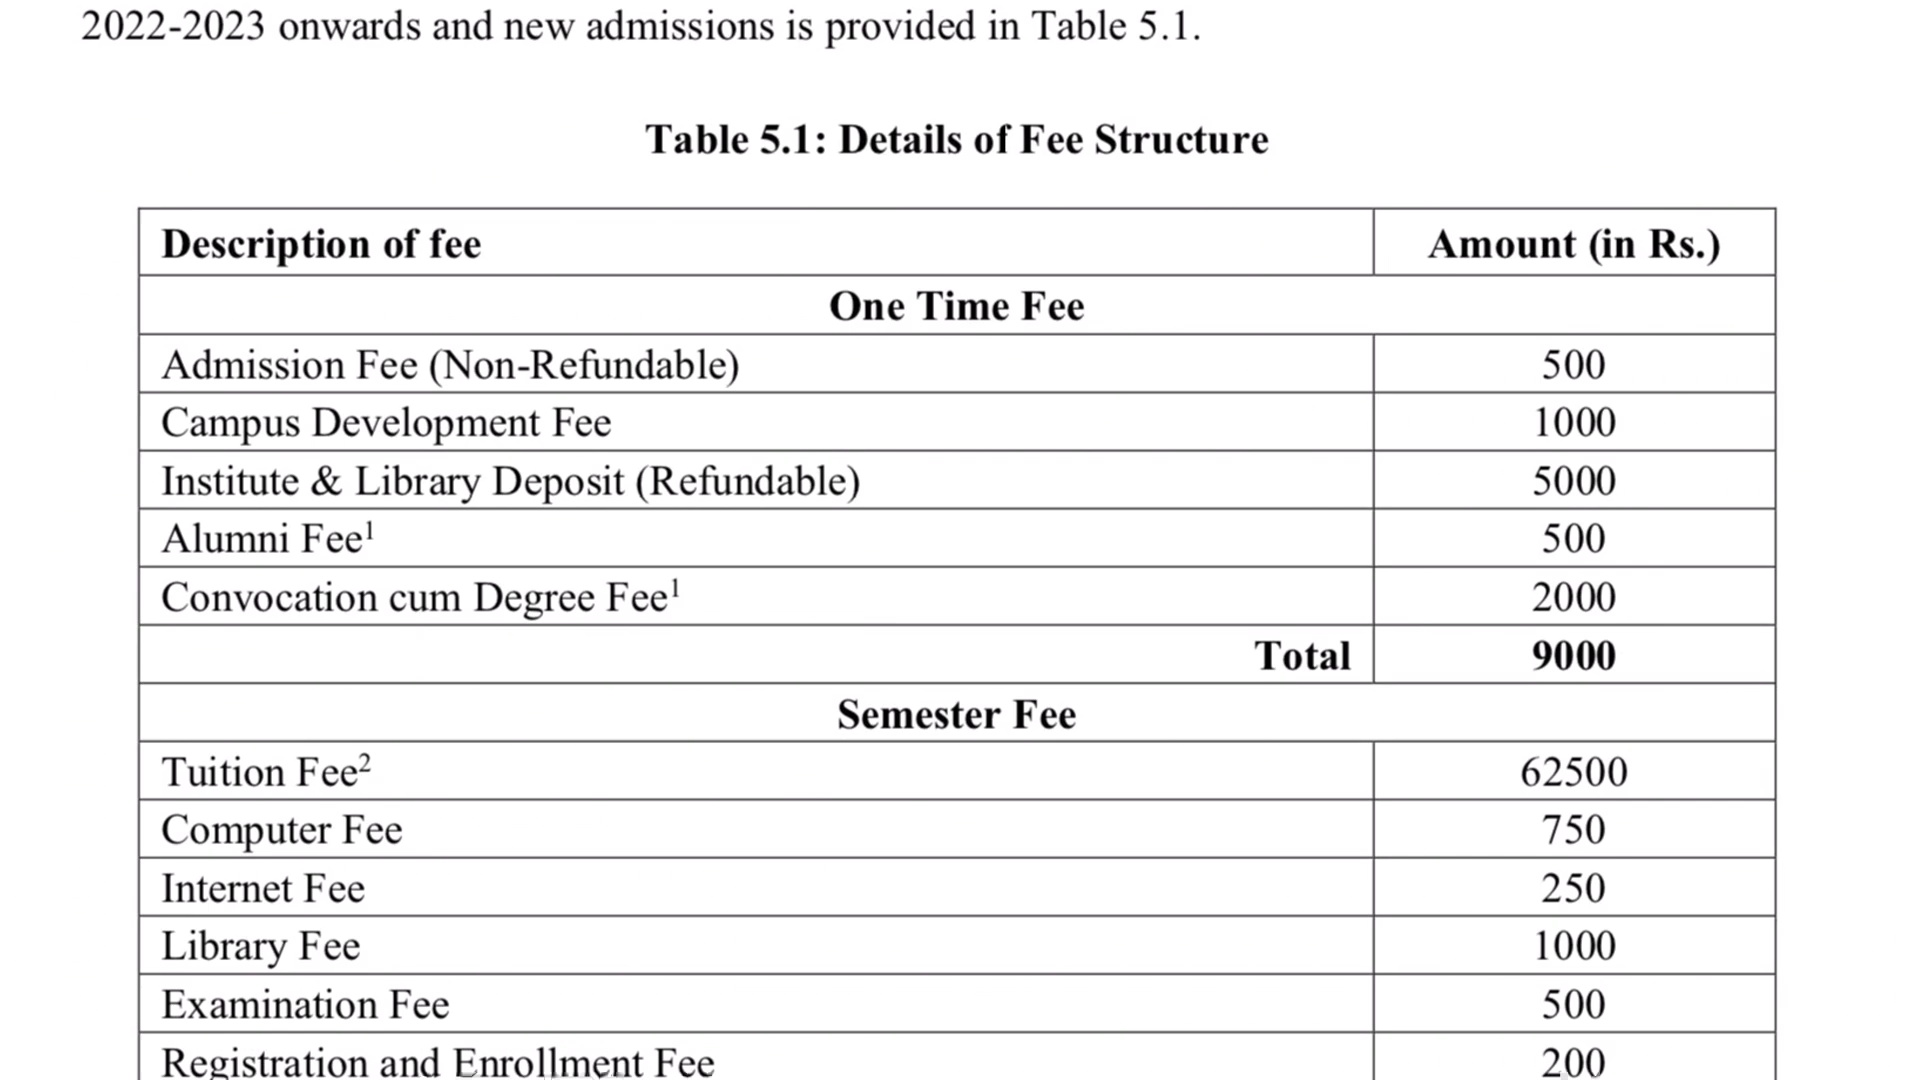 2022-2023 onwards and new admissions is provided in Table 5.1.
Table 5.1: Details of Fee Structure
Description of fee Amount (in Rs.)
One Time Fee
Admission Fee (Non-Refundable) 500
Campus Development Fee 1000
Institute & Library Deposit (Refundable) 5000
Alumni Fee¹ 500
Convocation cum Degree Fee¹ 2000
Total 9000
Semester Fee
Tuition Fee² 62500
Computer Fee 750
Internet Fee 250
Library Fee 1000
Examination Fee 500
Registration and Enrollment Fee 200